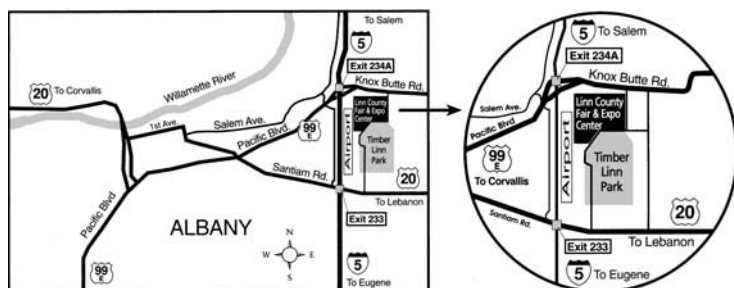 To Salem
5
Exit 234A
20
To Corvallis
Willamette River
Knox Butte Rd.
1st Ave.
Salem Ave.
Pacific Blvd.
99
E
Linn County
Fair & Expo
Center
Airport
Timber
Linn
Park
Santiam Rd.
20
To Lebanon
Exit 233
Pacific Blvd
ALBANY
N
W
E
S
99
E
5
To Eugene
5
To Salem
Exit 234A
Knox Butte Rd.
Salem Ave.
Pacific Blvd.
Linn County
Fair & Expo
Center
99
E
To Corvallis
Airport
Timber
Linn
Park
20
Santiam Rd.
To Lebanon
Exit 233
5
To Eugene